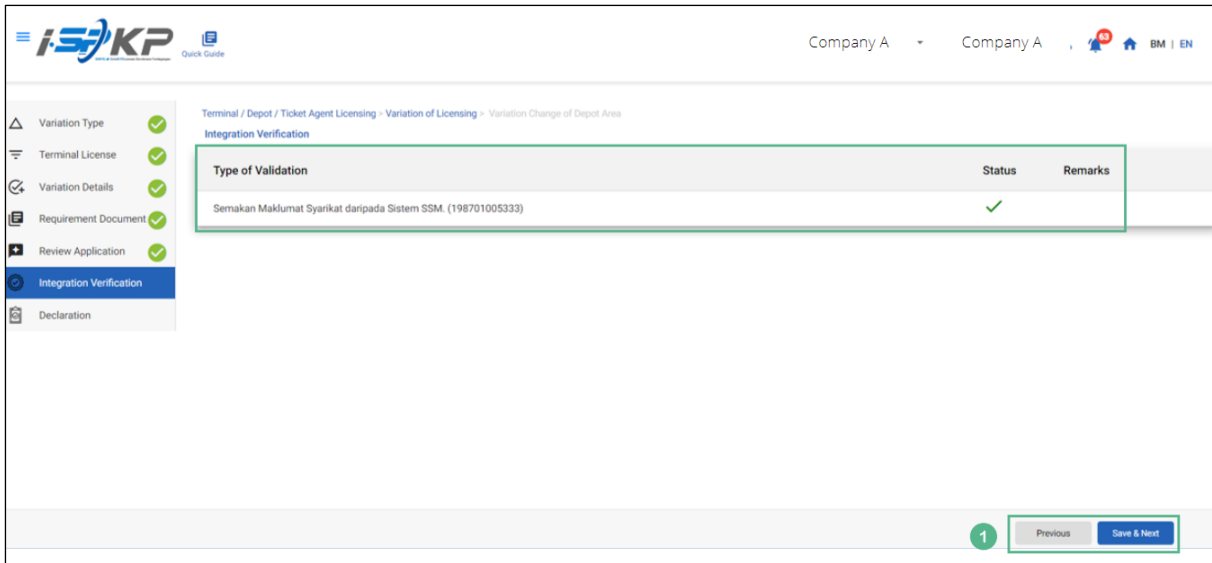 i-SPKP
Quick Guide
Company A
Company A
63
BM | EN
Variation Type
Terminal License
Variation Details
Requirement Document
Review Application
Integration Verification
Declaration
Terminal / Depot / Ticket Agent Licensing > Variation of Licensing > Variation Change of Depot Area
Integration Verification
Type of Validation Status Remarks
Semakan Maklumat Syarikat daripada Sistem SSM. (198701005333)
1
Previous
Save & Next